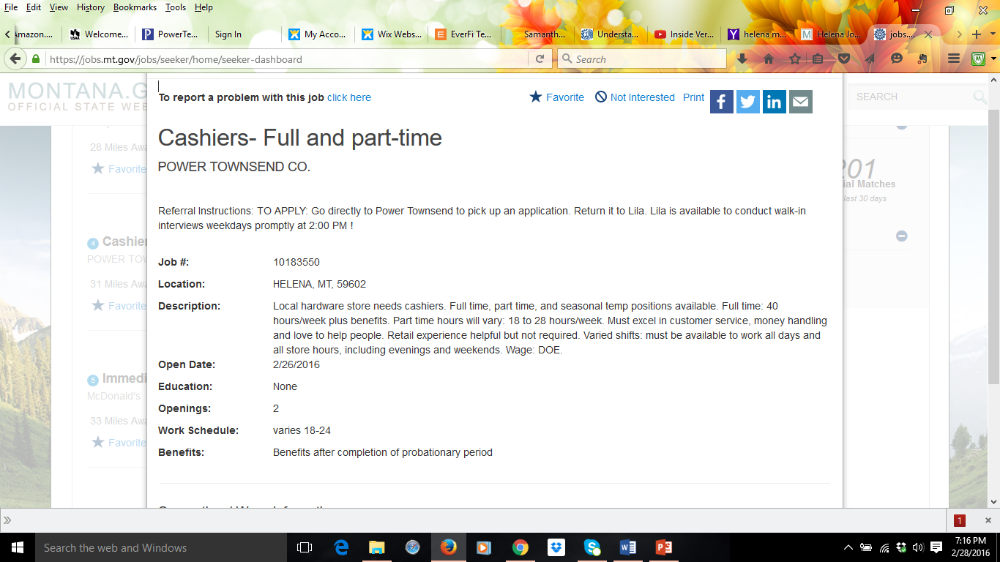 File Edit View History Bookmarks Tools Help
Amazon.... Welcome... PowerTe... Sign In My Acco... Wix Webs... EverFi Te... Samanth... Understa... Inside Ver... helena m... Helena Jo... jobs....
https://jobs.mt.gov/jobs/seeker/home/seeker-dashboard Search
MONTANA.G
OFFICIAL STATE WEB
SEARCH
To report a problem with this job click here Favorite Not Interested Print
28 Miles Awa
Favorite
Cashiers- Full and part-time
POWER TOWNSEND CO.
201
ial Matches
last 30 days
Referral Instructions: TO APPLY: Go directly to Power Townsend to pick up an application. Return it to Lila. Lila is available to conduct walk-in
interviews weekdays promptly at 2:00 PM !
4 Cashier
POWER TOW
31 Miles Awa
Favorite
Job #: 10183550
Location: HELENA, MT, 59602
Description: Local hardware store needs cashiers. Full time, part time, and seasonal temp positions available. Full time: 40
hours/week plus benefits. Part time hours will vary: 18 to 28 hours/week. Must excel in customer service, money handling
and love to help people. Retail experience helpful but not required. Varied shifts: must be available to work all days and
all store hours, including evenings and weekends. Wage: DOE.
Open Date: 2/26/2016
5 Immedi
McDonald's
33 Miles Awa
Favorite
Education: None
Openings: 2
Work Schedule: varies 18-24
Benefits: Benefits after completion of probationary period
1
Search the web and Windows
7:16 PM
2/28/2016